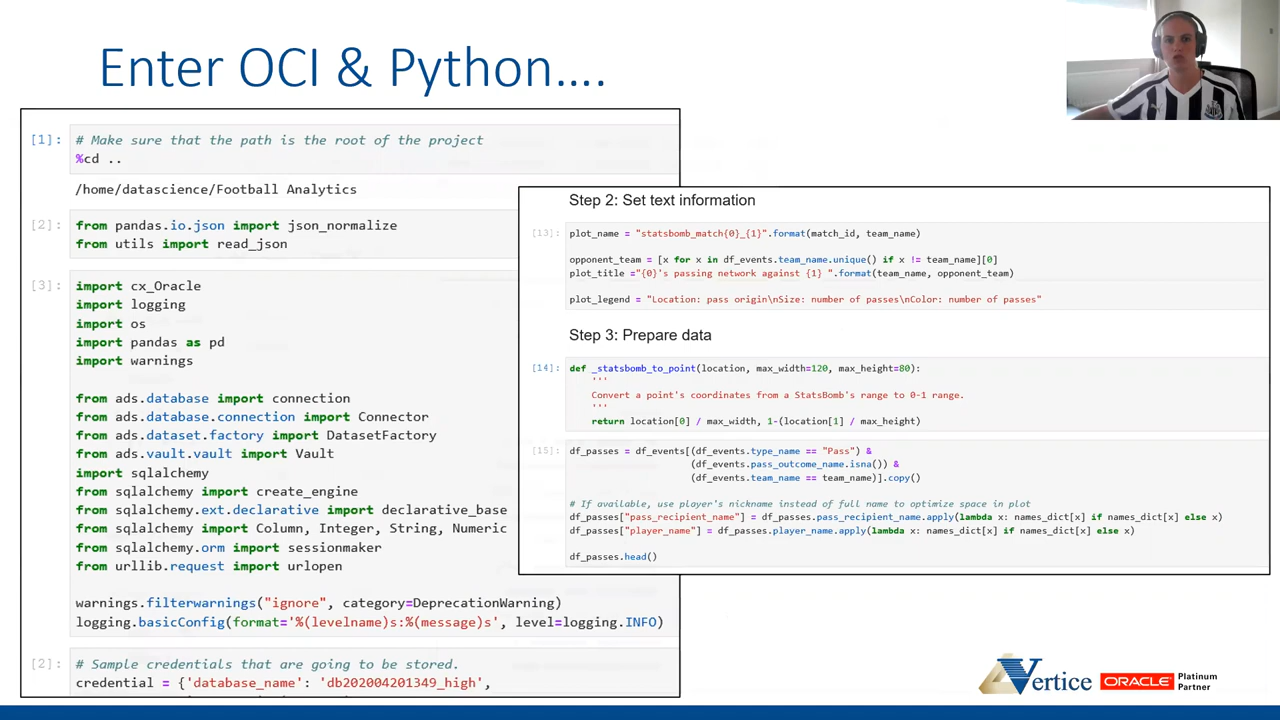 Enter OCI & Python....
[1]: # Make sure that the path is the root of the project
%cd ..
/home/datascience/Football Analytics
[2]: from pandas.io.json import json_normalize
from utils import read_json
[3]: import cx_Oracle
import logging
import os
import pandas as pd
import warnings
from ads.database import connection
from ads.database.connection import Connector
from ads.dataset.factory import DatasetFactory
from ads.vault.vault import Vault
import sqlalchemy
from sqlalchemy import create_engine
from sqlalchemy.ext.declarative import declarative_base
from sqlalchemy import Column, Integer, String, Numeric
from sqlalchemy.orm import sessionmaker
from urllib.request import urlopen
warnings.filterwarnings("ignore", category=DeprecationWarning)
logging.basicConfig(format='%(levelname)s:%(message)s', level=logging.INFO)
[2]: # Sample credentials that are going to be stored.
credential = {'database_name': 'db202004201349_high',
Step 2: Set text information
[13]: plot_name = "statsbomb_match{0}_{1}".format(match_id, team_name)
opponent_team = [x for x in df_events.team_name.unique() if x != team_name][0]
plot_title ="{0}'s passing network against {1} ".format(team_name, opponent_team)
plot_legend = "Location: pass origin\nSize: number of passes\nColor: number of passes"
Step 3: Prepare data
[14]: def _statsbomb_to_point(location, max_width=120, max_height=80):
'''
Convert a point's coordinates from a StatsBomb's range to 0-1 range.
'''
return location[0] / max_width, 1-(location[1] / max_height)
[15]: df_passes = df_events[(df_events.type_name == "Pass") &
(df_events.pass_outcome_name.isna()) &
(df_events.team_name == team_name)].copy()
# If available, use player's nickname instead of full name to optimize space in plot
df_passes["pass_recipient_name"] = df_passes.pass_recipient_name.apply(lambda x: names_dict[x] if names_dict[x] else x)
df_passes["player_name"] = df_passes.player_name.apply(lambda x: names_dict[x] if names_dict[x] else x)
df_passes.head()
Vertice
ORACLE Platinum
Partner